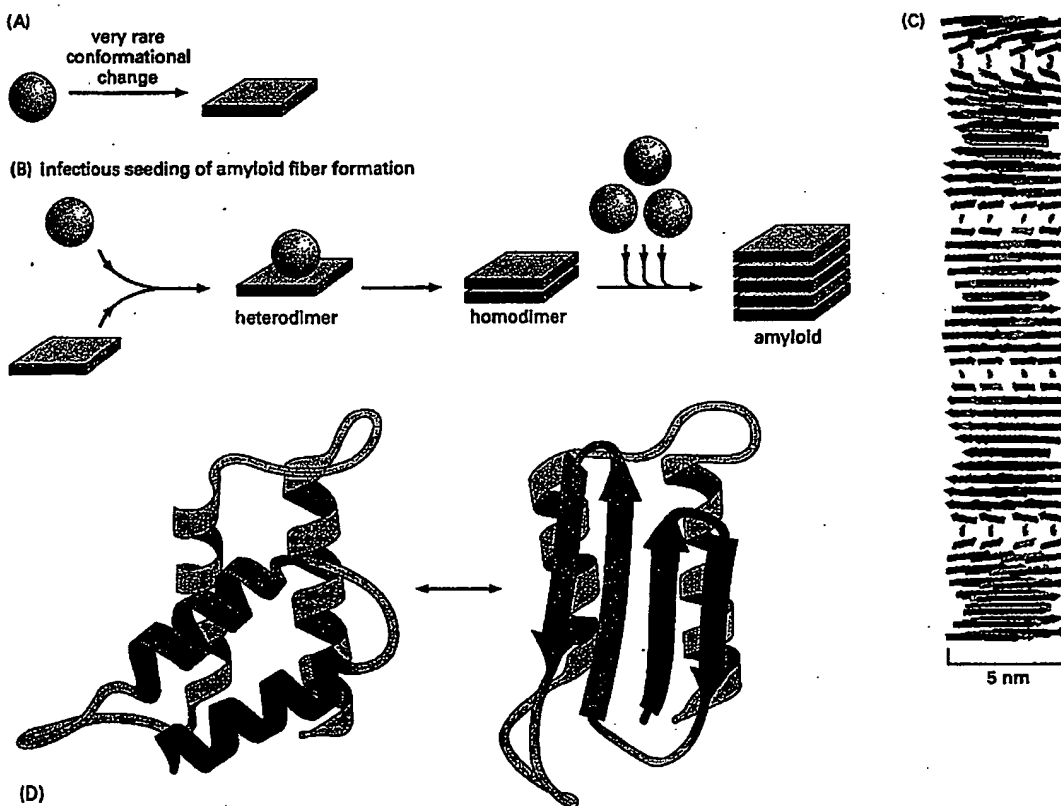 (A)
very rare
conformational
change
(B) infectious seeding of amyloid fiber formation
heterodimer
homodimer
amyloid
(C)
5 nm
(D)